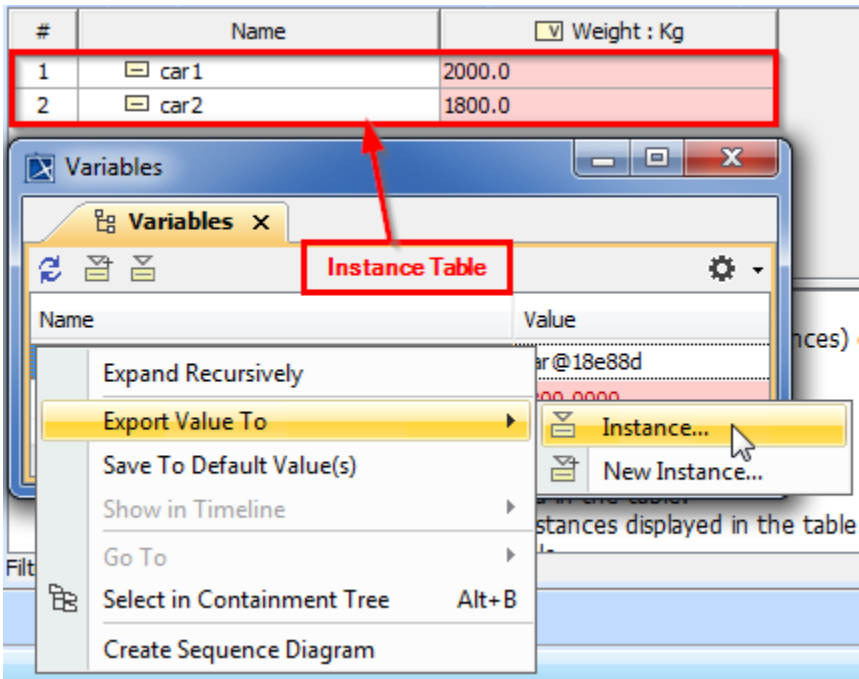 # Name V Weight : Kg
1 car1 2000.0
2 car2 1800.0
Variables
Variables X
Instance Table
Name Value
nces)
ar@18e88d
Expand Recursively
Export Value To
Instance...
Save To Default Value(s)
New Instance...
Show in Timeline
stances displayed in the table
Go To
Filt
Select in Containment Tree Alt+B
Create Sequence Diagram